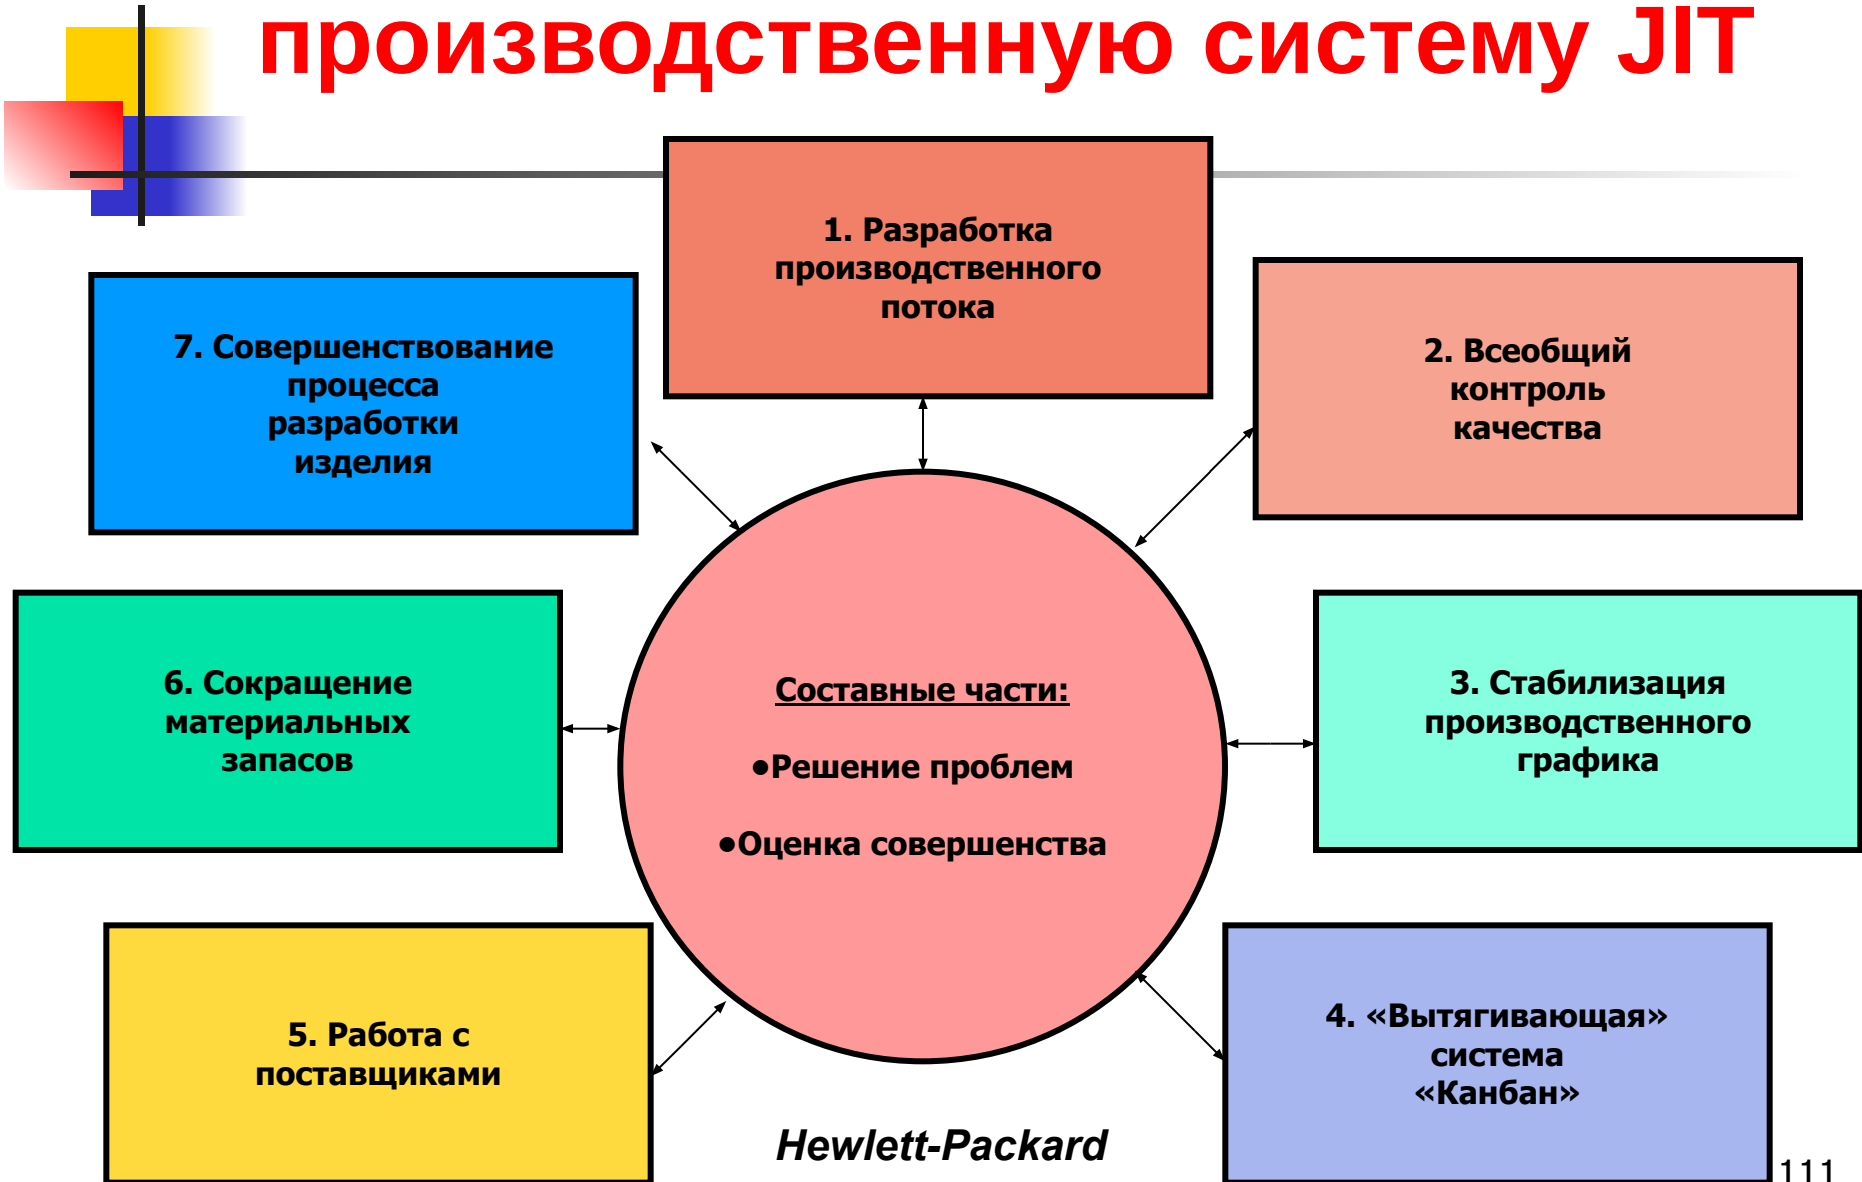 производственную систему JIT
1. Разработка
производственного
потока
2. Всеобщий
контроль
качества
3. Стабилизация
производственного
графика
4. «Вытягивающая»
система
«Канбан»
5. Работа с
поставщиками
6. Сокращение
материальных
запасов
7. Совершенствование
процесса
разработки
изделия
Составные части:
●Решение проблем
●Оценка совершенства
Hewlett-Packard
111